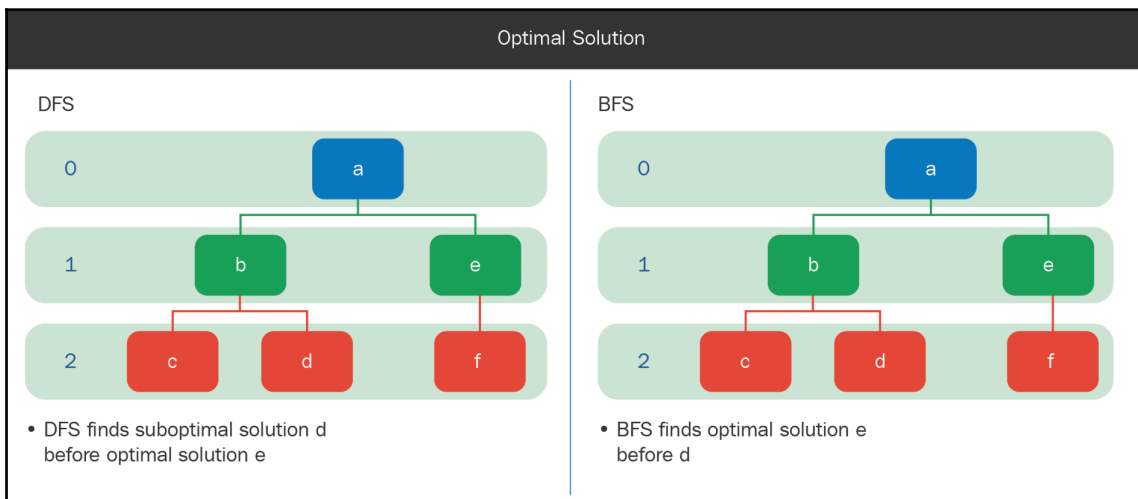 Optimal Solution
DFS
0
a
1
b
e
2
c
d
f
• DFS finds suboptimal solution d
before optimal solution e
BFS
0
a
1
b
e
2
c
d
f
• BFS finds optimal solution e
before d